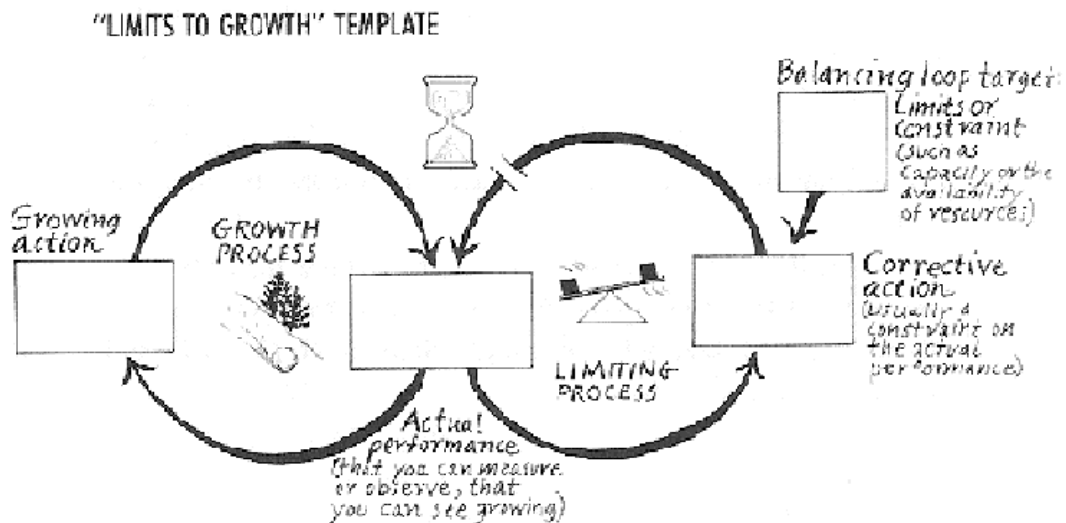 "LIMITS TO GROWTH" TEMPLATE
Balancing loop target:
Limits or
constraint
(such as
capacity or the
availability
of resources)
Growing
action
GROWTH
PROCESS
Corrective
action
(usually a
constraint on
the actual
performance)
LIMITING
PROCESS
Actual
performance
(that you can measure
or observe, that
you can see growing)